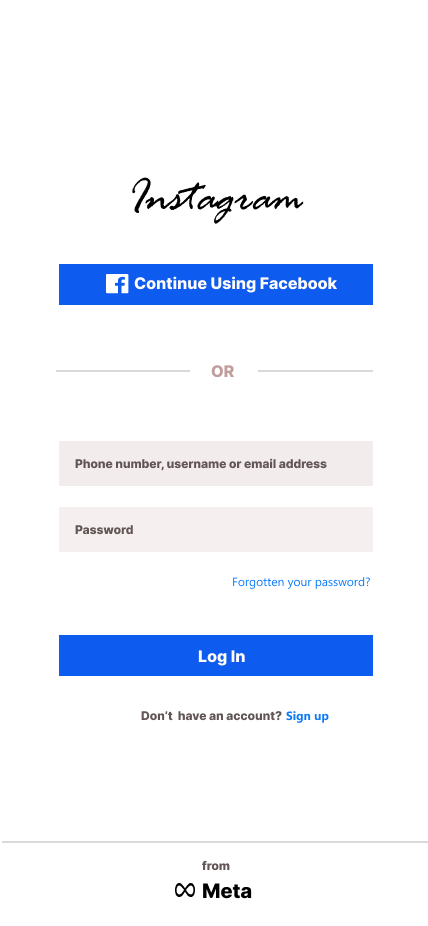 Instagram
Continue Using Facebook
OR
Phone number, username or email address
Password
Forgotten your password?
Log In
Don't have an account? Sign up
from
Meta